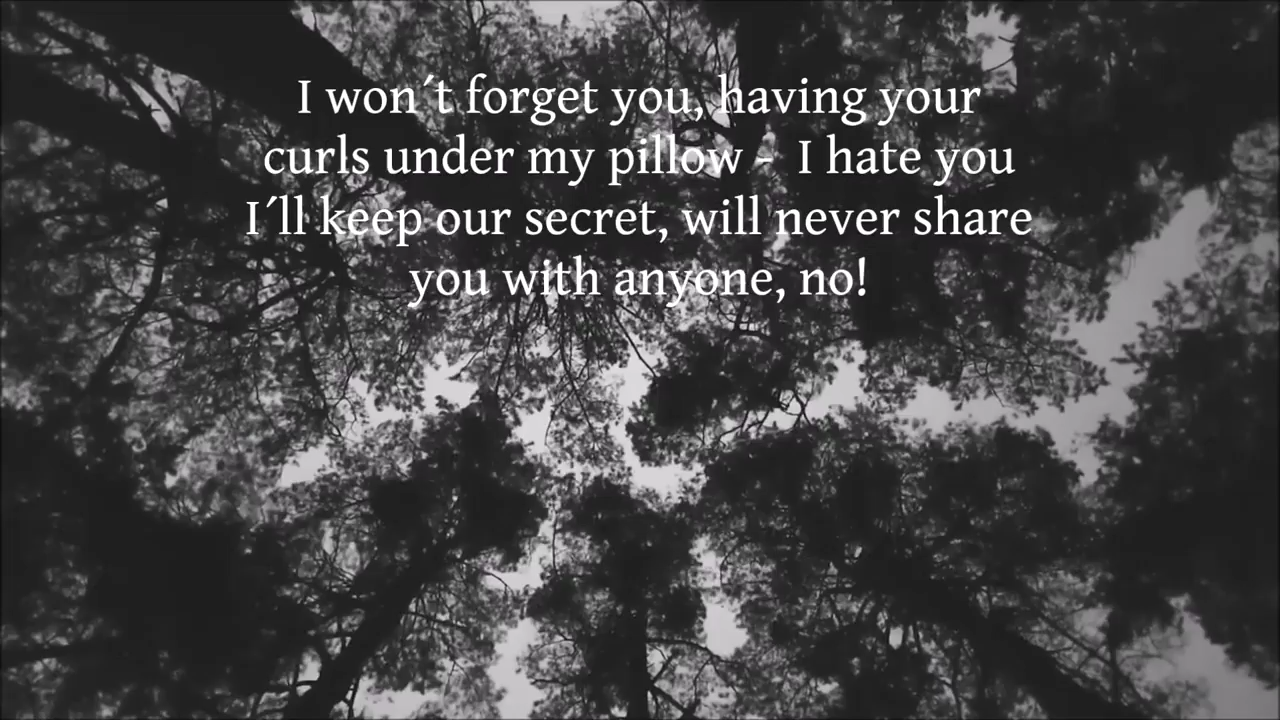 I won´t forget you, having your
curls under my pillow -  I hate you
I´ll keep our secret, will never share
you with anyone, no!